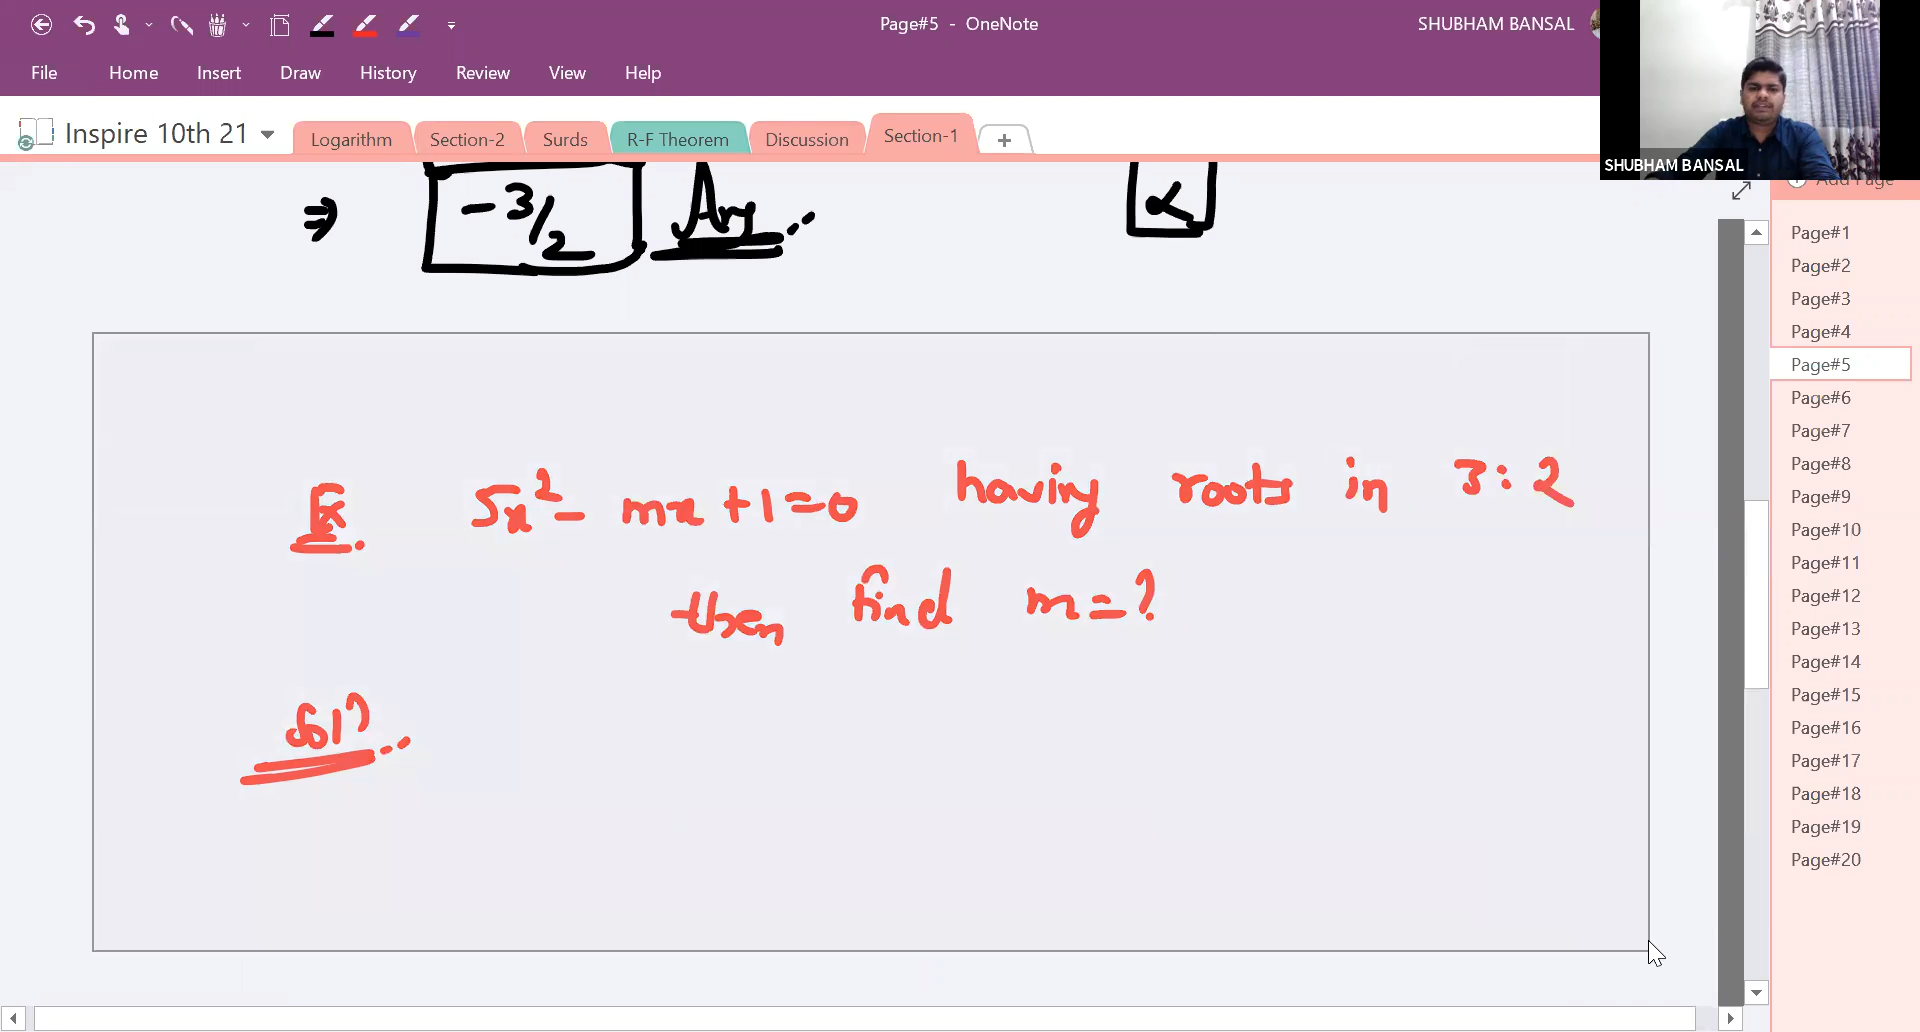 Page#5 - OneNote
SHUBHAM BANSAL
File Home Insert Draw History Review View Help
Inspire 10th 21
Logarithm Section-2 Surds R-F Theorem Discussion Section-1 +
SHUBHAM BANSAL
Add Page
⇒ -3/2 Ans
α
Ex. 5x² - mx + 1 = 0 having roots in 3:2
then find m = ?
Solⁿ
Page#1
Page#2
Page#3
Page#4
Page#5
Page#6
Page#7
Page#8
Page#9
Page#10
Page#11
Page#12
Page#13
Page#14
Page#15
Page#16
Page#17
Page#18
Page#19
Page#20